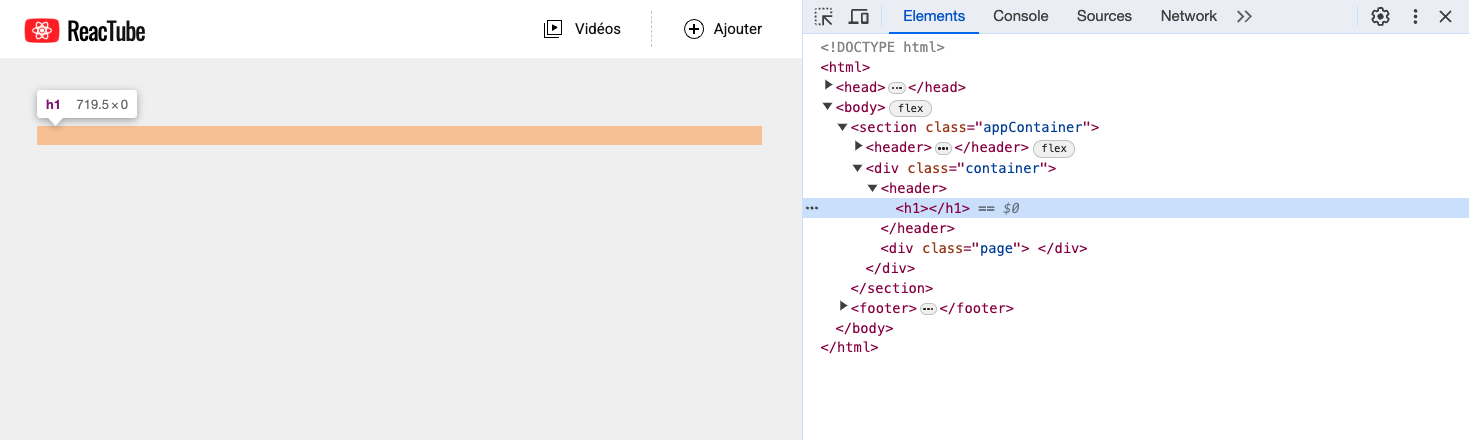 ReacTube
Vidéos
Ajouter
h1 719.5 × 0
Elements Console Sources Network
<!DOCTYPE html>
<html>
<head> ••• </head>
<body> flex
<section class="appContainer">
<header> ••• </header> flex
<div class="container">
<header>
••• <h1></h1> == $0
</header>
<div class="page"> </div>
</div>
</section>
<footer> ••• </footer>
</body>
</html>